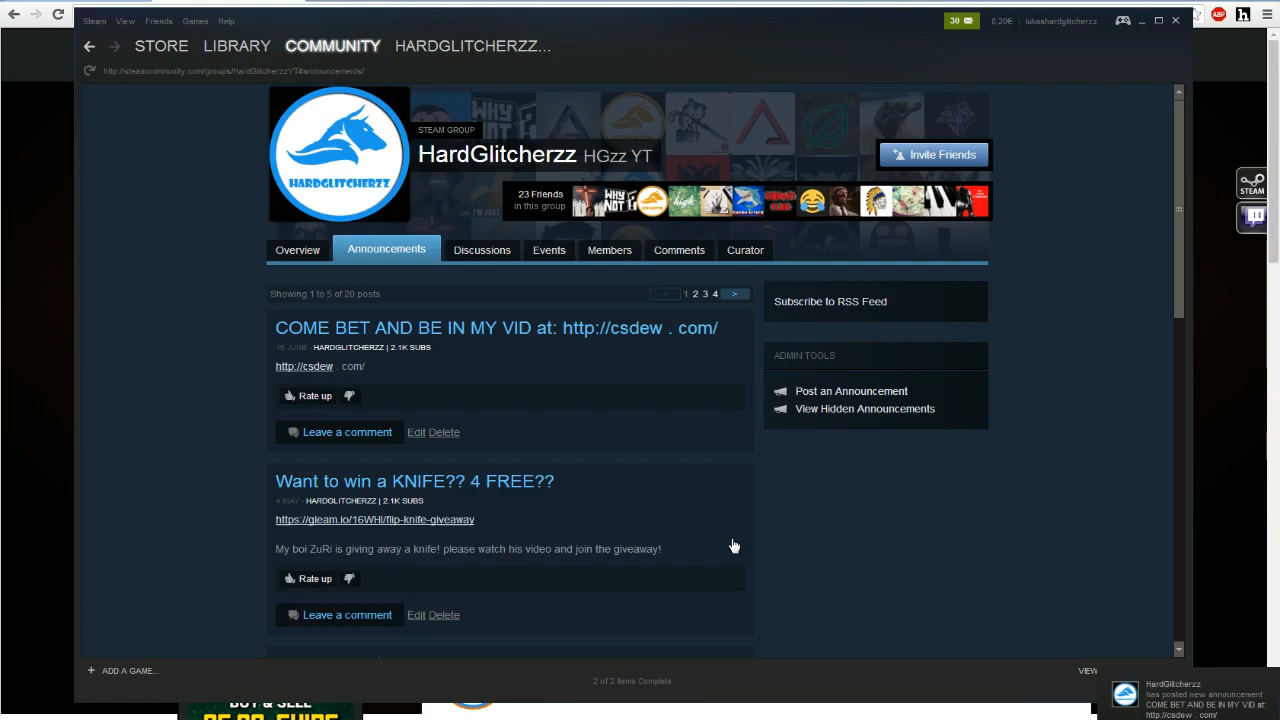 Steam View Friends Games Help
30
0,20€
lukashardglitcherzz
ABP
h
STORE LIBRARY COMMUNITY HARDGLITCHERZZ...
http://steamcommunity.com/groups/HardGlitcherzzYT#announcements/
HARDGLITCHERZZ
STEAM GROUP
HardGlitcherzz HGzz YT
Invite Friends
23 Friends
in this group
WHY NOT
high
STEAM
Overview Announcements Discussions Events Members Comments Curator
Showing 1 to 5 of 20 posts
1 2 3 4 >
Subscribe to RSS Feed
COME BET AND BE IN MY VID at: http://csdew . com/
16 JUNE - HARDGLITCHERZZ | 2.1K SUBS
http://csdew . com/
ADMIN TOOLS
Post an Announcement
View Hidden Announcements
Rate up
Leave a comment Edit Delete
Want to win a KNIFE?? 4 FREE??
4 MAY - HARDGLITCHERZZ | 2.1K SUBS
https://gleam.io/16WHI/flip-knife-giveaway
My boi ZuRi is giving away a knife! please watch his video and join the giveaway!
Rate up
Leave a comment Edit Delete
+ ADD A GAME...
2 of 2 Items Complete
VIEW
HardGlitcherzz
has posted new announcement
COME BET AND BE IN MY VID at:
http://csdew . com/
BUY & SELL